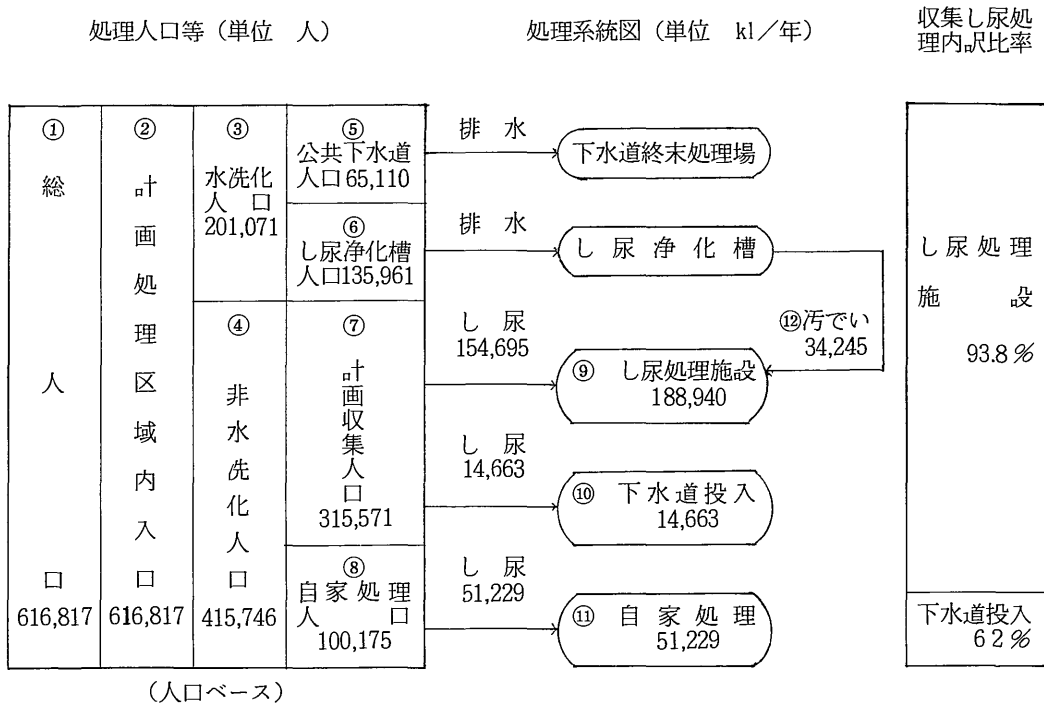 処理人口等（単位　人）
処理系統図（単位　kl／年）
収集し尿処
理内訳比率
①
総
人
口
616,817
②
計
画
処
理
区
域
内
入
口
616,817
③
水洗化
人口
201,071
④
非
水
洗
化
人
口
415,746
⑤
公共下水道
人口65,110
⑥
し尿浄化槽
人口135,961
⑦
計
画
収
集
人
口
315,571
⑧
自家処理
人口
100,175
排水
下水道終末処理場
排水
し尿浄化槽
し尿
154,695
⑫汚でい
34,245
⑨　し尿処理施設
188,940
し尿
14,663
⑩　下水道投入
14,663
し尿
51,229
⑪　自家処理
51,229
し尿処理
施設
93.8％
下水道投入
62％
（人口ベース）